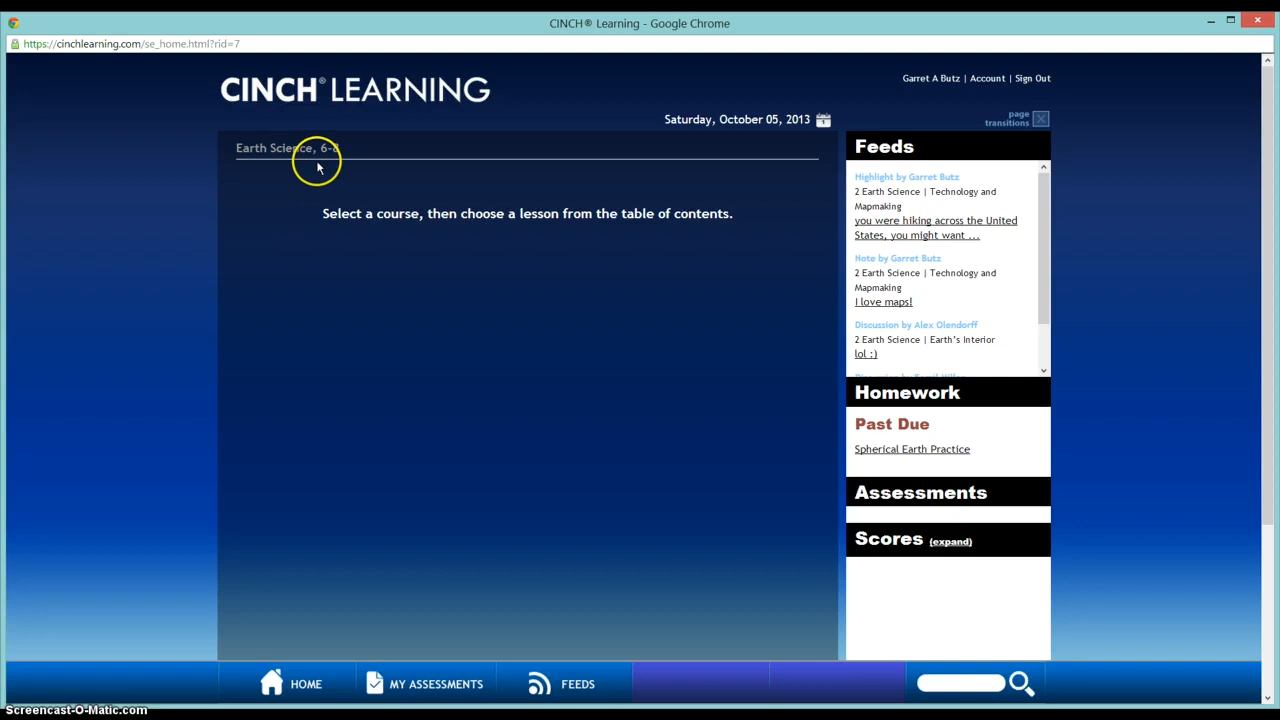 CINCH® Learning - Google Chrome
https://cinchlearning.com/se_home.html?rid=7
CINCH® LEARNING
Garret A Butz | Account | Sign Out
Saturday, October 05, 2013
page
transitions
Earth Science, 6-8
Select a course, then choose a lesson from the table of contents.
Feeds
Highlight by Garret Butz
2 Earth Science | Technology and
Mapmaking
you were hiking across the United
States, you might want ...
Note by Garret Butz
2 Earth Science | Technology and
Mapmaking
I love maps!
Discussion by Alex Olendorff
2 Earth Science | Earth's Interior
lol :)
Homework
Past Due
Spherical Earth Practice
Assessments
Scores (expand)
HOME
MY ASSESSMENTS
FEEDS
Screencast-O-Matic.com